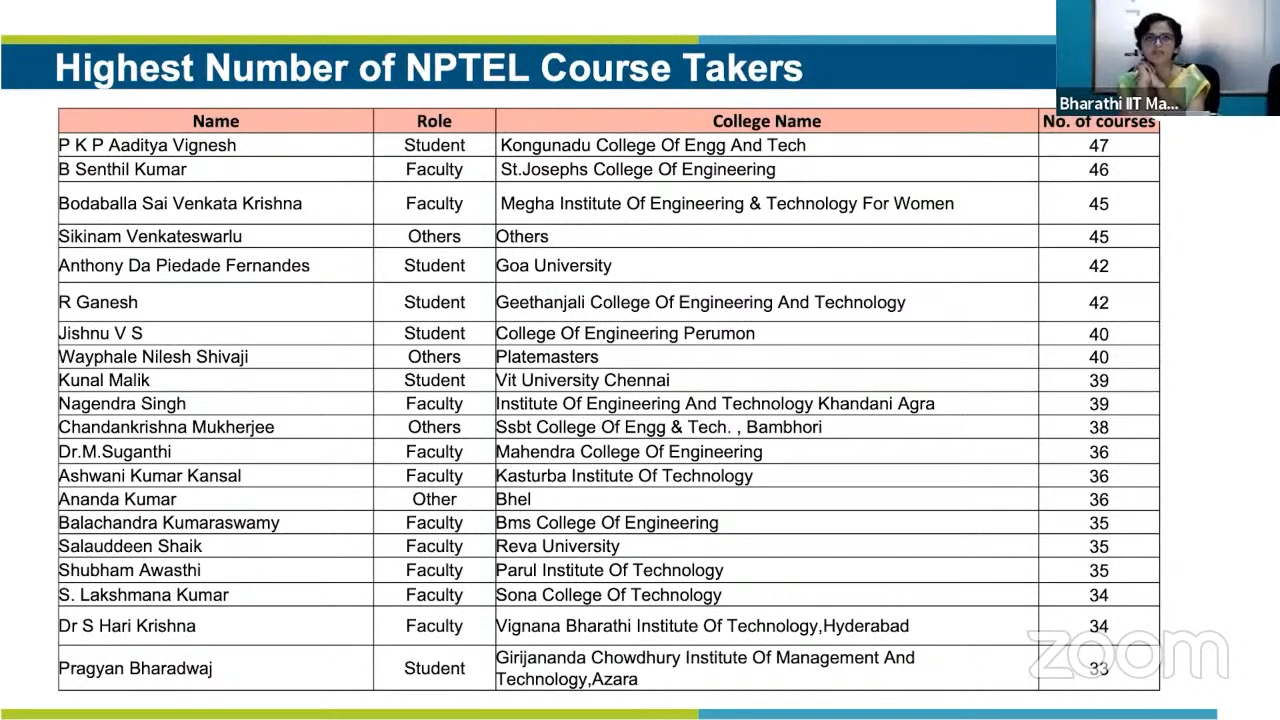 Highest Number of NPTEL Course Takers
Bharathi IIT Ma...
Name Role College Name No. of courses
P K P Aaditya Vignesh Student Kongunadu College Of Engg And Tech 47
B Senthil Kumar Faculty St.Josephs College Of Engineering 46
Bodaballa Sai Venkata Krishna Faculty Megha Institute Of Engineering & Technology For Women 45
Sikinam Venkateswarlu Others Others 45
Anthony Da Piedade Fernandes Student Goa University 42
R Ganesh Student Geethanjali College Of Engineering And Technology 42
Jishnu V S Student College Of Engineering Perumon 40
Wayphale Nilesh Shivaji Others Platemasters 40
Kunal Malik Student Vit University Chennai 39
Nagendra Singh Faculty Institute Of Engineering And Technology Khandani Agra 39
Chandankrishna Mukherjee Others Ssbt College Of Engg & Tech. , Bambhori 38
Dr.M.Suganthi Faculty Mahendra College Of Engineering 36
Ashwani Kumar Kansal Faculty Kasturba Institute Of Technology 36
Ananda Kumar Other Bhel 36
Balachandra Kumaraswamy Faculty Bms College Of Engineering 35
Salauddeen Shaik Faculty Reva University 35
Shubham Awasthi Faculty Parul Institute Of Technology 35
S. Lakshmana Kumar Faculty Sona College Of Technology 34
Dr S Hari Krishna Faculty Vignana Bharathi Institute Of Technology,Hyderabad 34
Pragyan Bharadwaj Student Girijananda Chowdhury Institute Of Management And
Technology,Azara 33
zoom